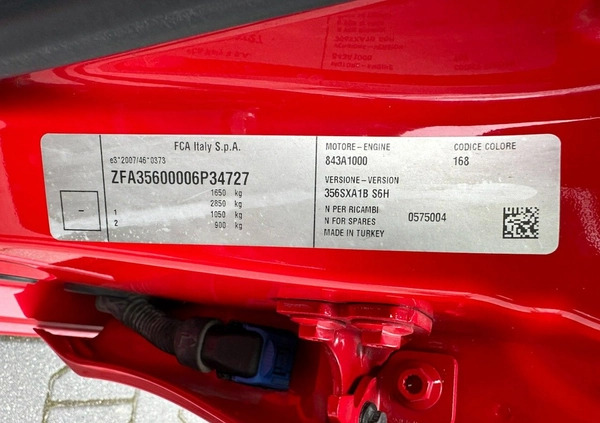 FCA Italy S.p.A.
e3*2007/46*0373
ZFA35600006P34727
1650 kg
2850 kg
1 1050 kg
2 900 kg
MOTORE-ENGINE CODICE COLORE
843A1000 168
VERSIONE-VERSION
356SXA1B S6H
N PER RICAMBI
N FOR SPARES 0575004
MADE IN TURKEY